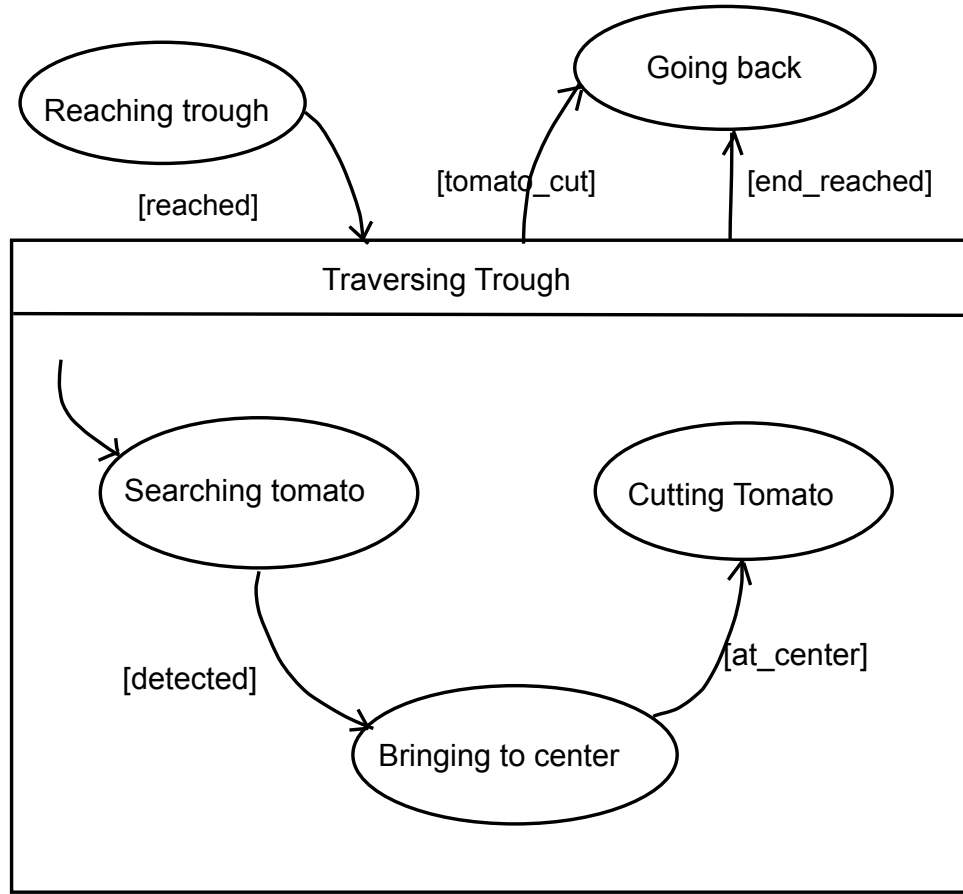 Going back
Reaching trough
[tomato_cut]
[end_reached]
[reached]
Traversing Trough
Searching tomato
Cutting Tomato
[at_center]
[detected]
Bringing to center